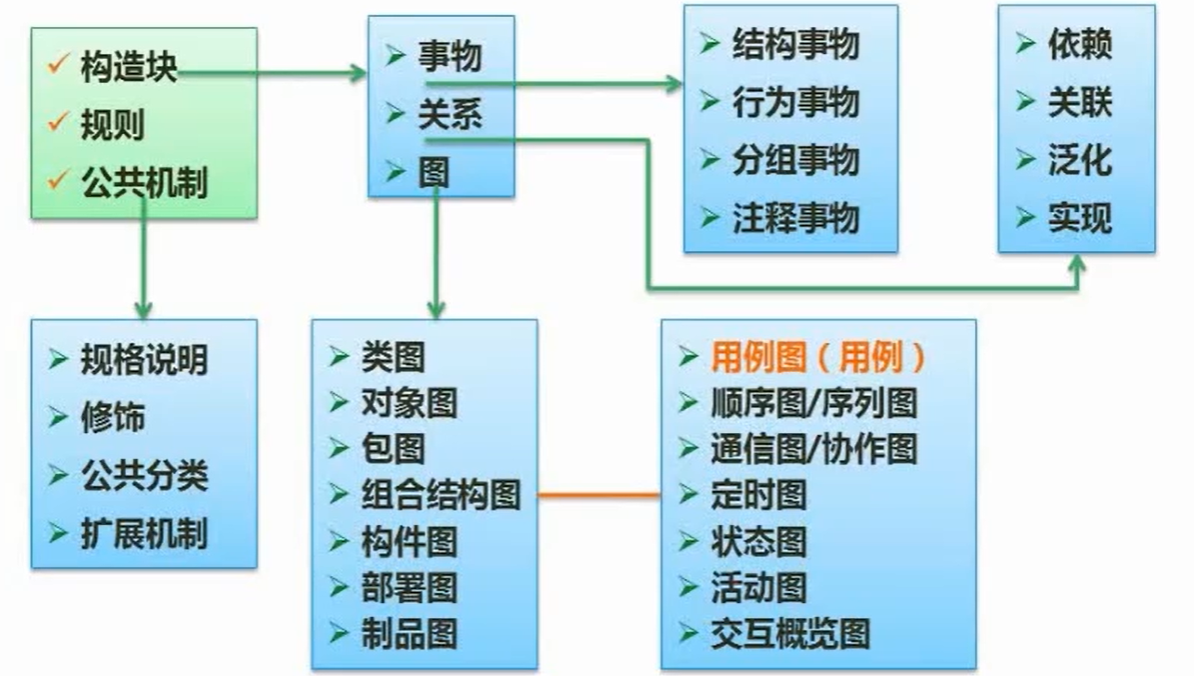 构造块
规则
公共机制
事物
关系
图
结构事物
行为事物
分组事物
注释事物
依赖
关联
泛化
实现
规格说明
修饰
公共分类
扩展机制
类图
对象图
包图
组合结构图
构件图
部署图
制品图
用例图（用例）
顺序图/序列图
通信图/协作图
定时图
状态图
活动图
交互概览图